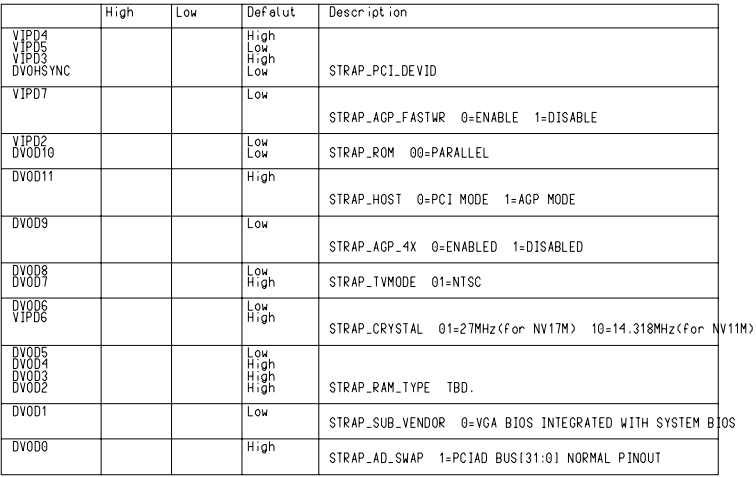 High Low Defalut Description
VIPD4 High
VIPD5 Low
VIPD3 High
DVOHSYNC Low STRAP_PCI_DEVID
VIPD7 Low
STRAP_AGP_FASTWR 0=ENABLE 1=DISABLE
VIPD2 Low
DVOD10 Low STRAP_ROM 00=PARALLEL
DVOD11 High
STRAP_HOST 0=PCI MODE 1=AGP MODE
DVOD9 Low
STRAP_AGP_4X 0=ENABLED 1=DISABLED
DVOD8 Low
DVOD7 High STRAP_TVMODE 01=NTSC
DVOD6 Low
VIPD6 High
STRAP_CRYSTAL 01=27MHz(for NV17M) 10=14.318MHz(for NV11M)
DVOD5 Low
DVOD4 High
DVOD3 High
DVOD2 High STRAP_RAM_TYPE TBD.
DVOD1 Low
STRAP_SUB_VENDOR 0=VGA BIOS INTEGRATED WITH SYSTEM BIOS
DVOD0 High
STRAP_AD_SWAP 1=PCIAD BUS[31:0] NORMAL PINOUT